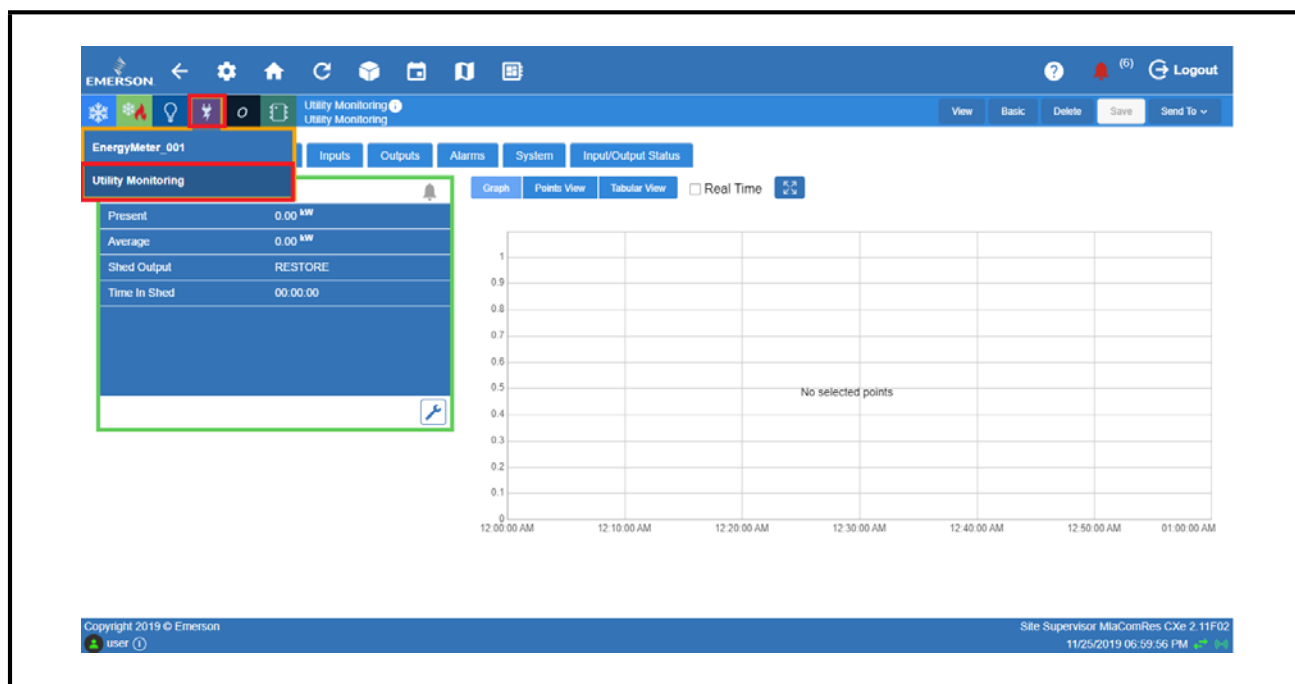 EMERSON
(6) Logout
Utility Monitoring
Utility Monitoring
View Basic Delete Save Send To
EnergyMeter_001
Utility Monitoring
Inputs Outputs Alarms System Input/Output Status
Graph Points View Tabular View Real Time
Present 0.00 kW
Average 0.00 kW
Shed Output RESTORE
Time In Shed 00:00:00
1
0.9
0.8
0.7
0.6
0.5
No selected points
0.4
0.3
0.2
0.1
0
12:00:00 AM 12:10:00 AM 12:20:00 AM 12:30:00 AM 12:40:00 AM 12:50:00 AM 01:00:00 AM
Copyright 2019 © Emerson
Site Supervisor MlaComRes CXe 2.11F02
user
11/25/2019 06:59:56 PM